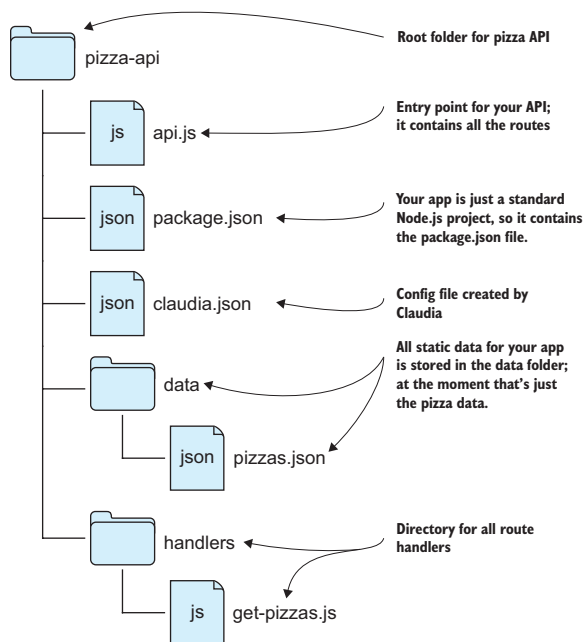 Root folder for pizza API
pizza-api
Entry point for your API;
it contains all the routes
js
api.js
Your app is just a standard
Node.js project, so it contains
the package.json file.
json
package.json
Config file created by
Claudia
json
claudia.json
All static data for your app
is stored in the data folder;
at the moment that's just
the pizza data.
data
json
pizzas.json
Directory for all route
handlers
handlers
js
get-pizzas.js